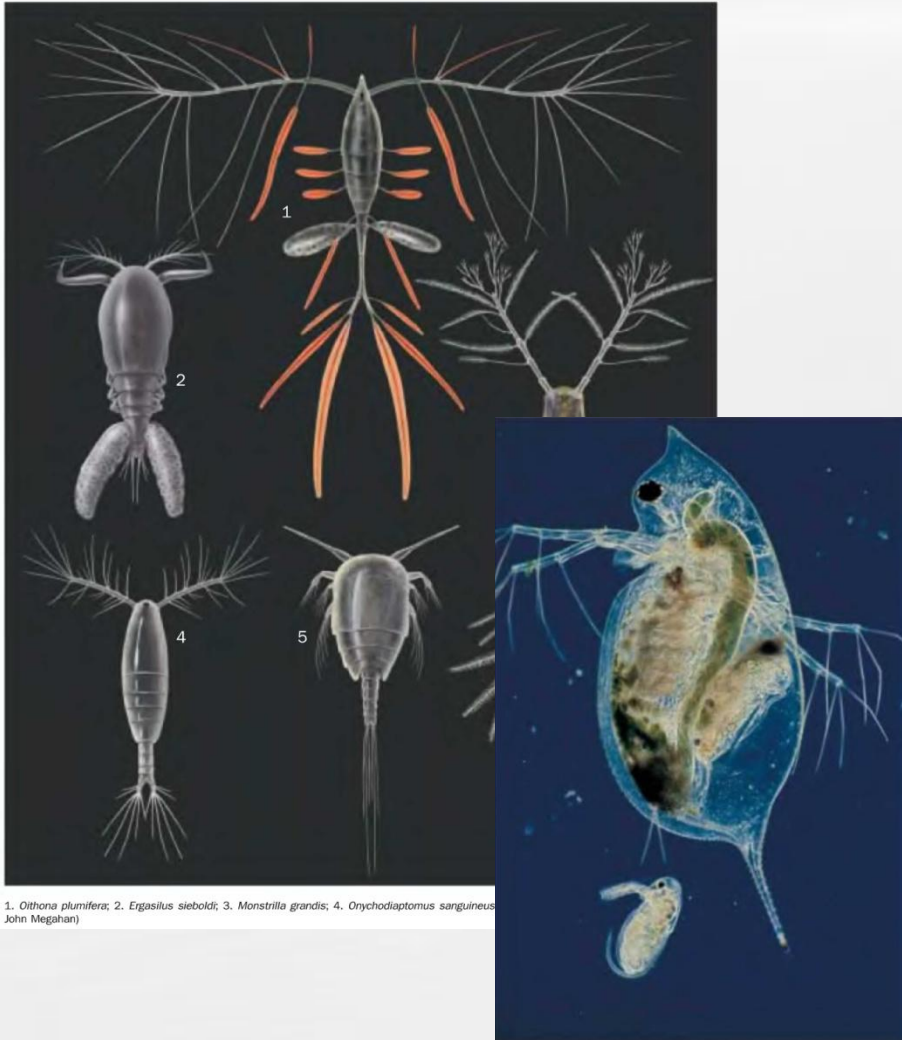 1
2
4
5
1. Oithona plumifera; 2. Ergasilus sieboldi; 3. Monstrilla grandis; 4. Onychodiaptomus sanguineus
John Megahan)